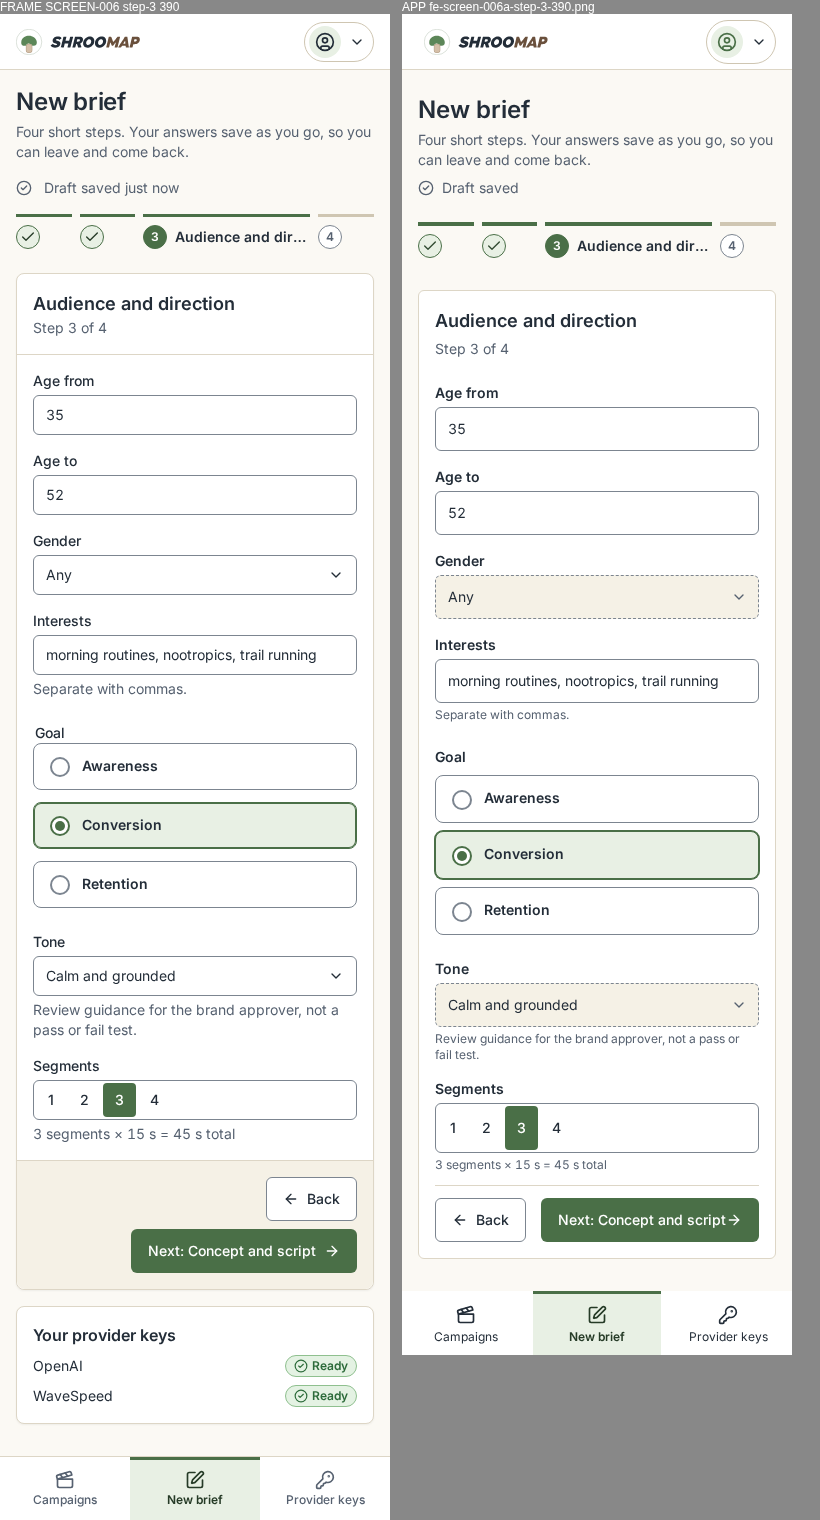 FRAME SCREEN-006 step-3 390
SHROOMAP
New brief
Four short steps. Your answers save as you go, so you
can leave and come back.
Draft saved just now
3 Audience and dir... 4
Audience and direction
Step 3 of 4
Age from
35
Age to
52
Gender
Any
Interests
morning routines, nootropics, trail running
Separate with commas.
Goal
Awareness
Conversion
Retention
Tone
Calm and grounded
Review guidance for the brand approver, not a
pass or fail test.
Segments
1 2 3 4
3 segments × 15 s = 45 s total
Back
Next: Concept and script
Your provider keys
OpenAI Ready
WaveSpeed Ready
Campaigns New brief Provider keys
APP fe-screen-006a-step-3-390.png
SHROOMAP
New brief
Four short steps. Your answers save as you go, so you
can leave and come back.
Draft saved
3 Audience and dir... 4
Audience and direction
Step 3 of 4
Age from
35
Age to
52
Gender
Any
Interests
morning routines, nootropics, trail running
Separate with commas.
Goal
Awareness
Conversion
Retention
Tone
Calm and grounded
Review guidance for the brand approver, not a pass or
fail test.
Segments
1 2 3 4
3 segments × 15 s = 45 s total
Back Next: Concept and script
Campaigns New brief Provider keys